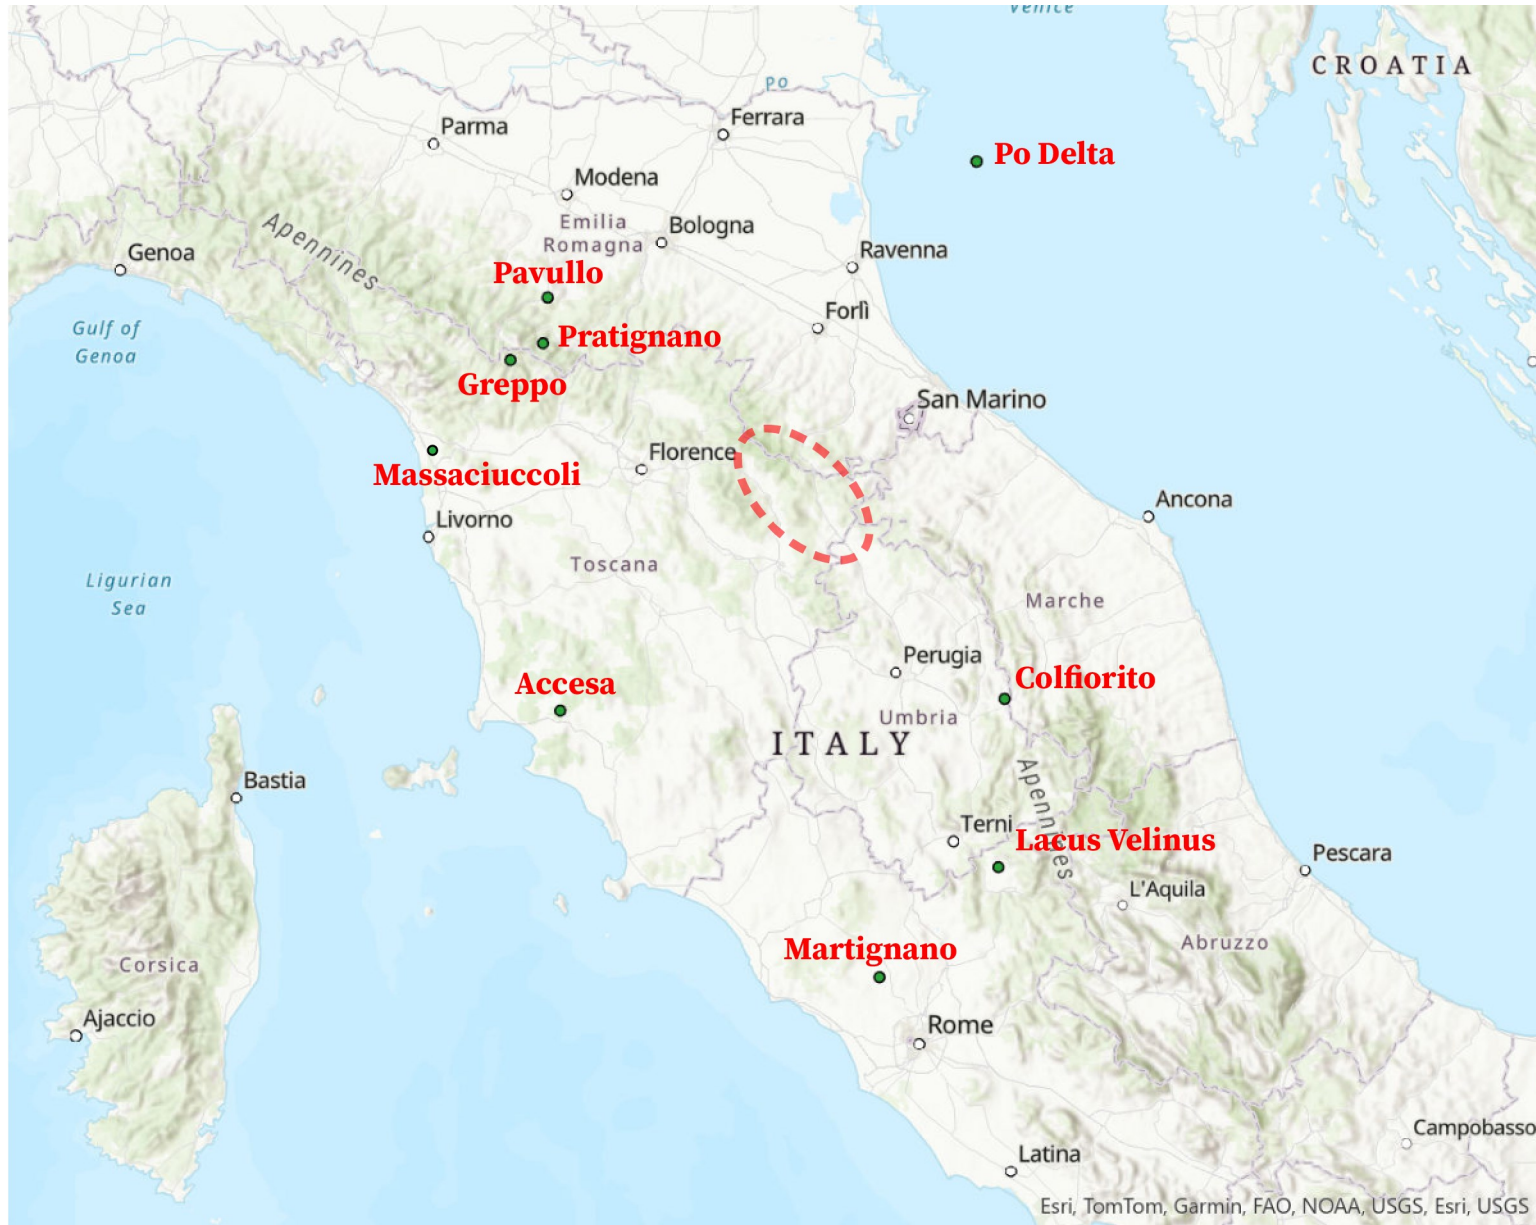 Venice
CROATIA
Po
Ferrara
Parma
Po Delta
Modena
Emilia
Romagna
Bologna
Apennines
Genoa
Ravenna
Pavullo
Forlì
Gulf of
Genoa
Pratignano
Greppo
San Marino
Florence
Massaciuccoli
Ancona
Livorno
Toscana
Ligurian
Sea
Marche
Perugia
Colfiorito
Accesa
Umbria
ITALY
Apennines
Bastia
Terni
Lacus Velinus
Pescara
L'Aquila
Abruzzo
Martignano
Corsica
Ajaccio
Rome
Campobasso
Latina
Esri, TomTom, Garmin, FAO, NOAA, USGS, Esri, USGS